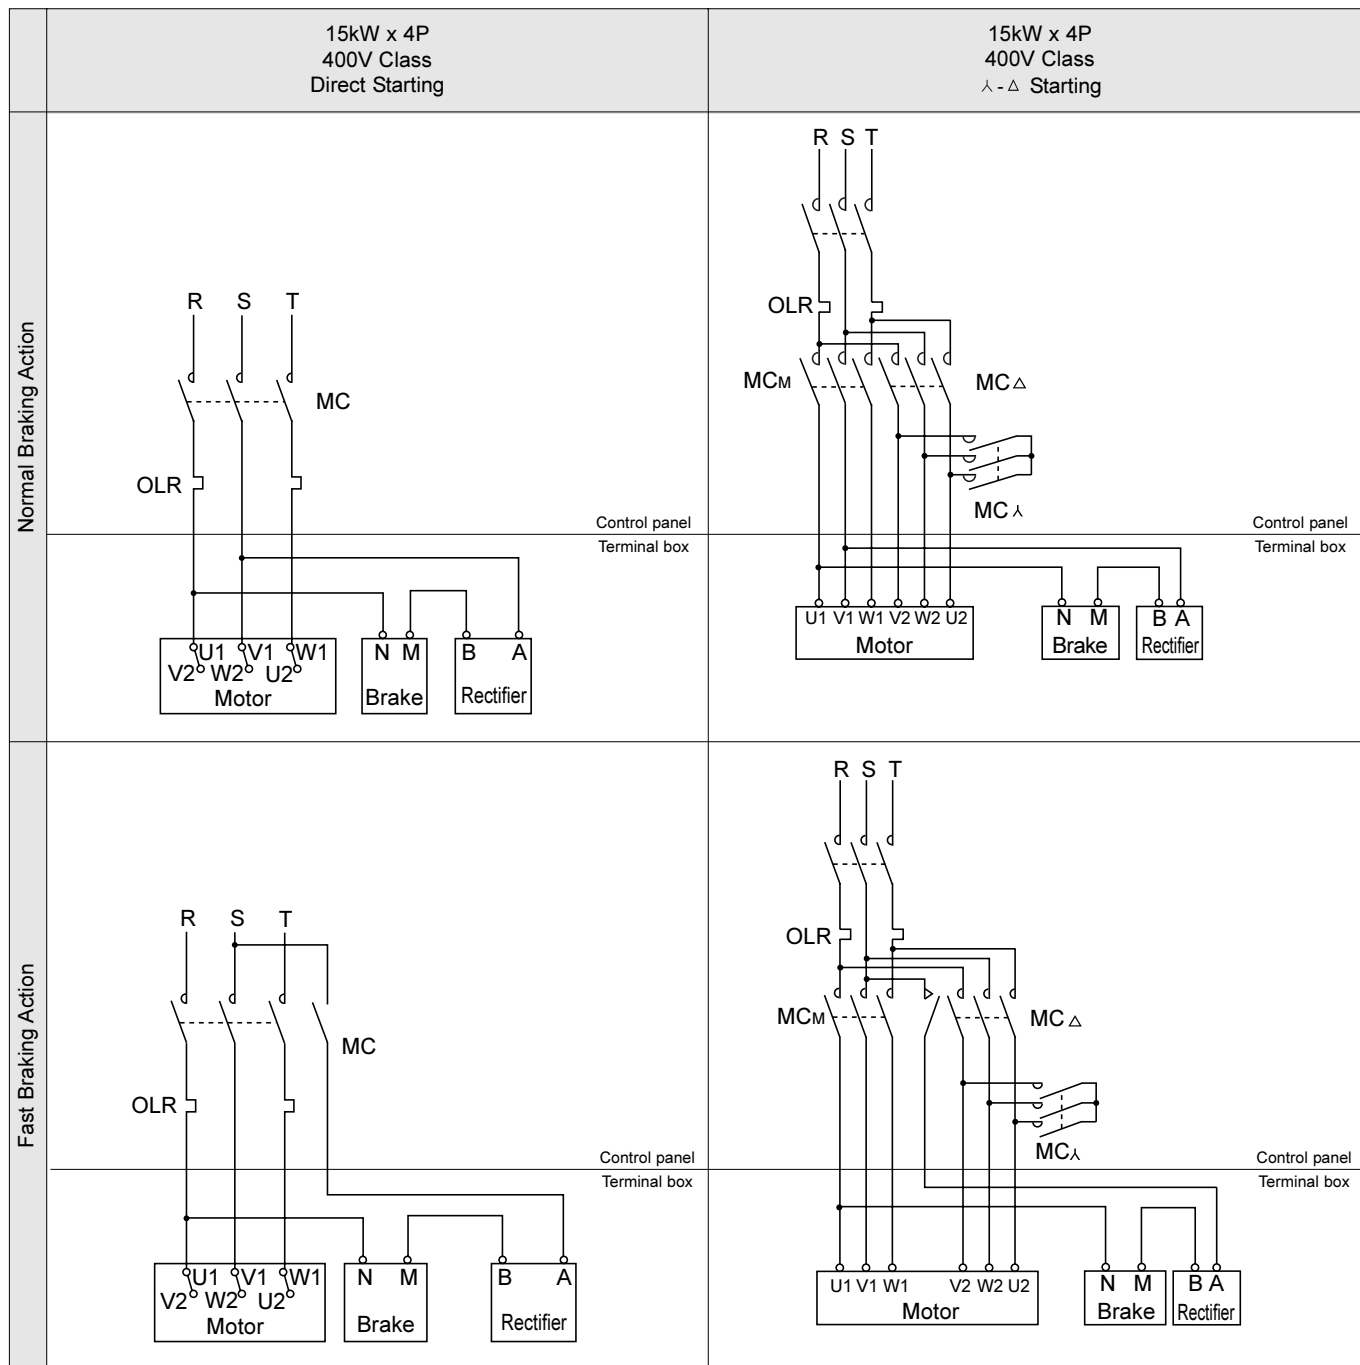 15kW x 4P
400V Class
Direct Starting
15kW x 4P
400V Class
⅄ - △ Starting
Normal Braking Action
R S T
MC
OLR
Control panel
Terminal box
U1 V1 W1
V2 W2 U2
Motor
N M
Brake
B A
Rectifier
R S T
OLR
MCM
MC △
MC ⅄
Control panel
Terminal box
U1 V1 W1 V2 W2 U2
Motor
N M
Brake
B A
Rectifier
Fast Braking Action
R S T
MC
OLR
Control panel
Terminal box
U1 V1 W1
V2 W2 U2
Motor
N M
Brake
B A
Rectifier
R S T
OLR
MCM
MC △
MC⅄
Control panel
Terminal box
U1 V1 W1 V2 W2 U2
Motor
N M
Brake
B A
Rectifier